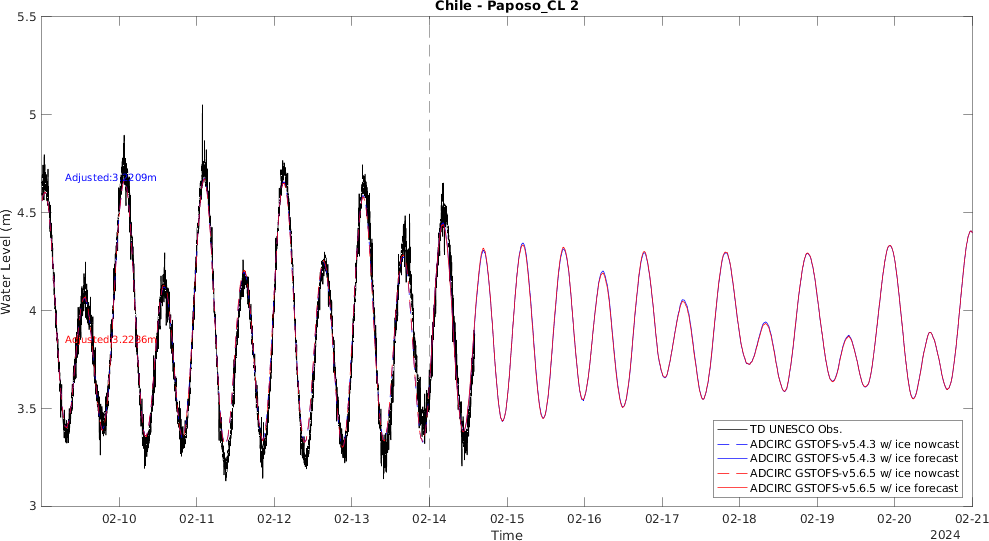 Chile - Paposo_CL 2
5.5
5
4.5
4
3.5
3
Water Level (m)
Adjusted:3.2209m
Adjusted:3.2236m
TD UNESCO Obs.
ADCIRC GSTOFS-v5.4.3 w/ ice nowcast
ADCIRC GSTOFS-v5.4.3 w/ ice forecast
ADCIRC GSTOFS-v5.6.5 w/ ice nowcast
ADCIRC GSTOFS-v5.6.5 w/ ice forecast
02-10 02-11 02-12 02-13 02-14 02-15 02-16 02-17 02-18 02-19 02-20 02-21
Time
2024